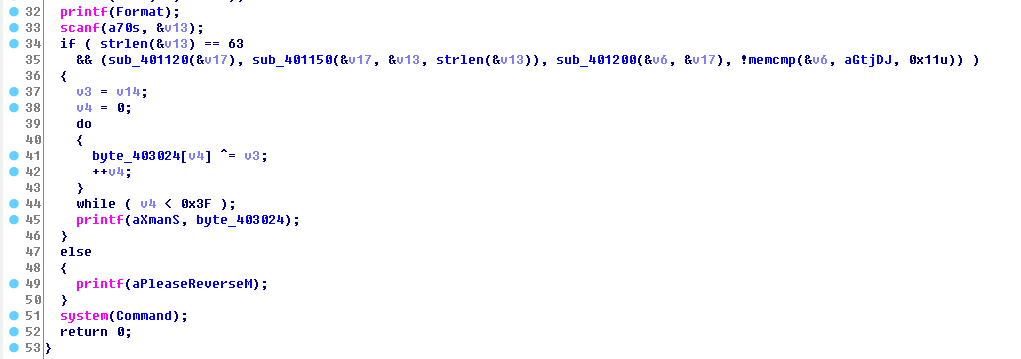 32 printf(Format);
33 scanf(a70s, &v13);
34 if ( strlen(&v13) == 63
35 && (sub_401120(&v17), sub_401150(&v17, &v13, strlen(&v13)), sub_401200(&v6, &v17), !memcmp(&v6, aGtjDJ, 0x11u)) )
36 {
37 v3 = v14;
38 v4 = 0;
39 do
40 {
41 byte_403024[v4] ^= v3;
42 ++v4;
43 }
44 while ( v4 < 0x3F );
45 printf(aXmanS, byte_403024);
46 }
47 else
48 {
49 printf(aPleaseReverseM);
50 }
51 system(Command);
52 return 0;
53 }